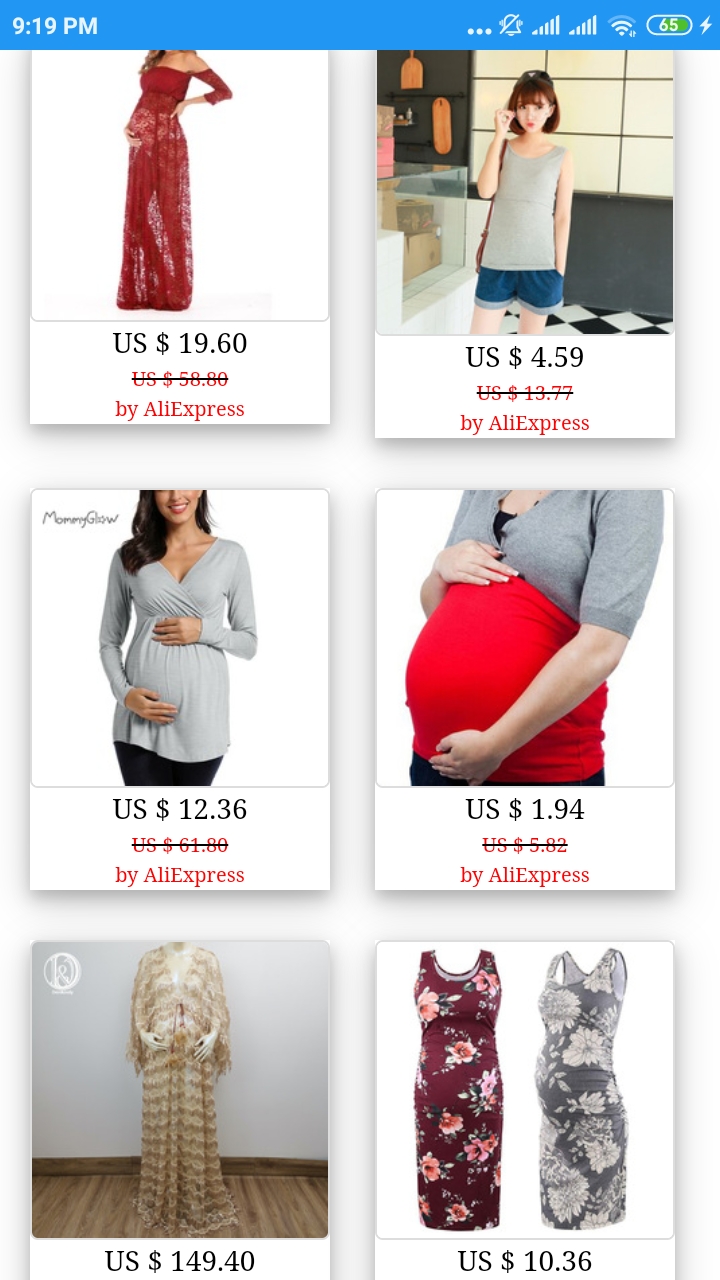 9:19 PM
65
US $ 19.60
US $ 58.80
by AliExpress
US $ 4.59
US $ 13.77
by AliExpress
MommyGlow
US $ 12.36
US $ 61.80
by AliExpress
US $ 1.94
US $ 5.82
by AliExpress
US $ 149.40
US $ 10.36